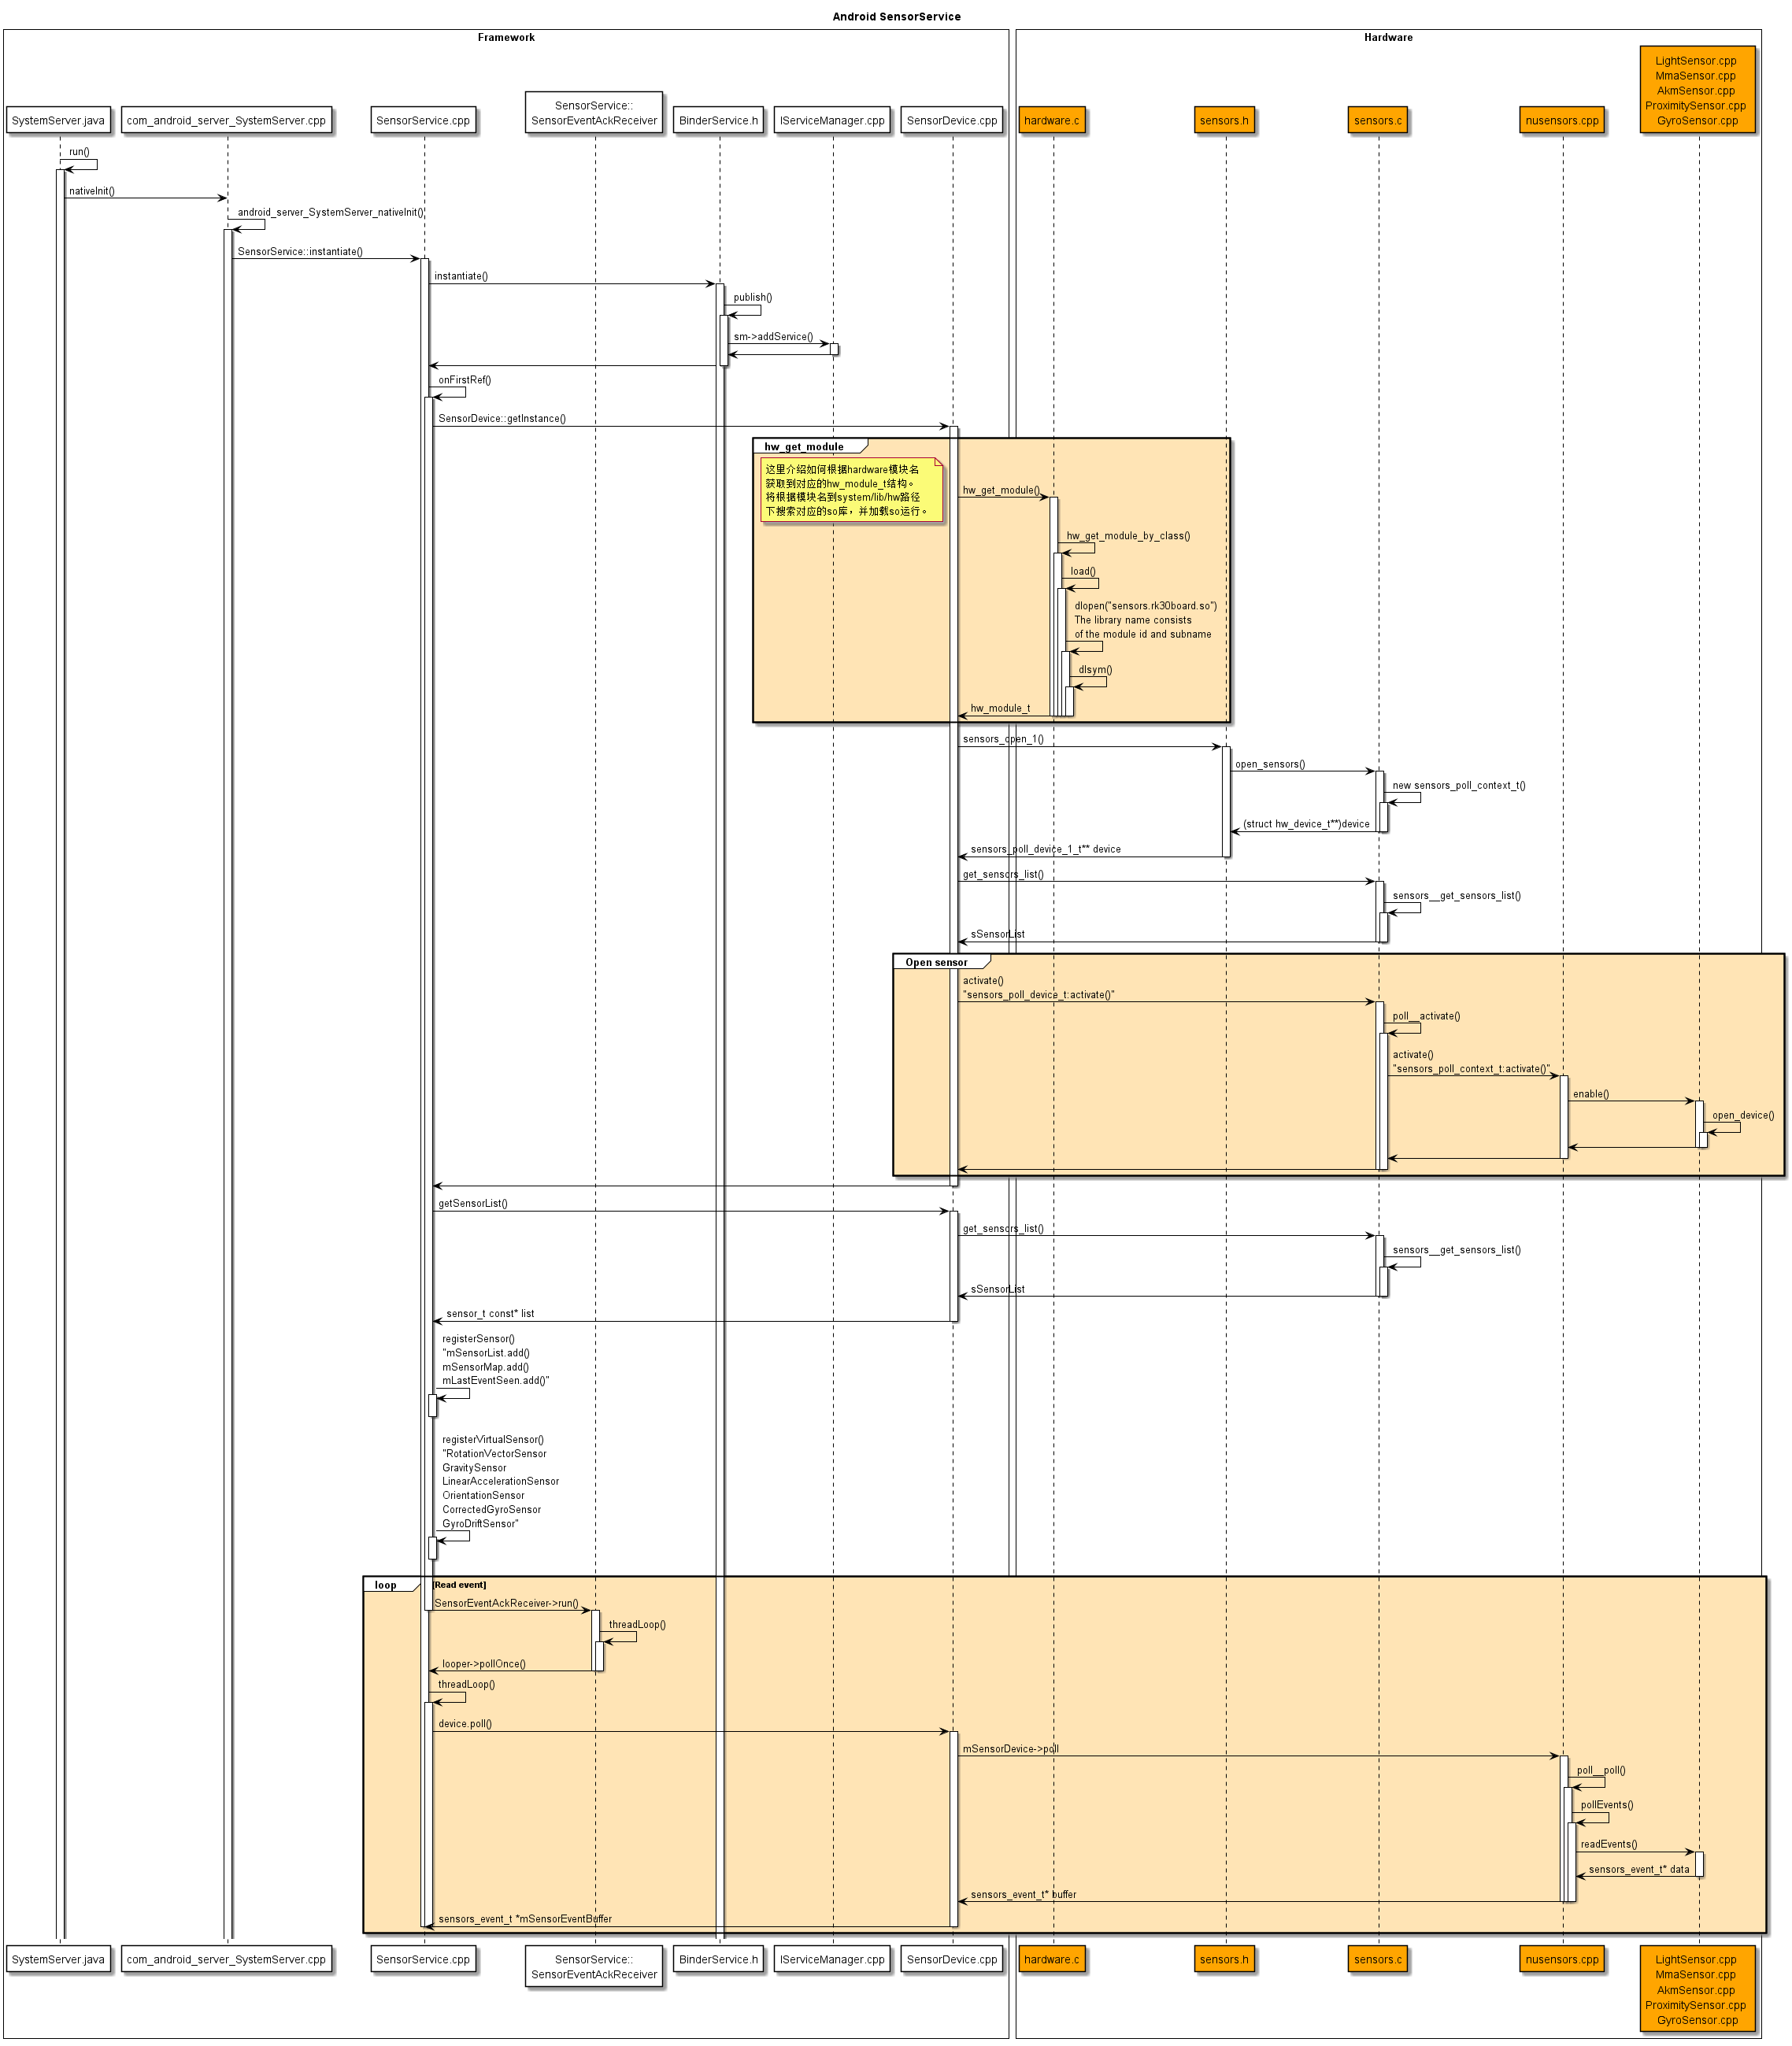 Android SensorService
Framework
Hardware
SystemServer.java
com_android_server_SystemServer.cpp
SensorService.cpp
SensorService::
SensorEventAckReceiver
BinderService.h
IServiceManager.cpp
SensorDevice.cpp
hardware.c
sensors.h
sensors.c
nusensors.cpp
LightSensor.cpp
MmaSensor.cpp
AkmSensor.cpp
ProximitySensor.cpp
GyroSensor.cpp
run()
nativeInit()
android_server_SystemServer_nativeInit()
SensorService::instantiate()
instantiate()
publish()
sm->addService()
onFirstRef()
SensorDevice::getInstance()
hw_get_module
这里介绍如何根据hardware模块名
获取到对应的hw_module_t结构。
将根据模块名到system/lib/hw路径
下搜索对应的so库，并加载so运行。
hw_get_module()
hw_get_module_by_class()
load()
dlopen("sensors.rk30board.so")
The library name consists
of the module id and subname
dlsym()
hw_module_t
sensors_open_1()
open_sensors()
new sensors_poll_context_t()
(struct hw_device_t**)device
sensors_poll_device_1_t** device
get_sensors_list()
sensors__get_sensors_list()
sSensorList
Open sensor
activate()
"sensors_poll_device_t:activate()"
poll__activate()
activate()
"sensors_poll_context_t:activate()"
enable()
open_device()
getSensorList()
get_sensors_list()
sensors__get_sensors_list()
sSensorList
sensor_t const* list
registerSensor()
"mSensorList.add()
mSensorMap.add()
mLastEventSeen.add()"
registerVirtualSensor()
"RotationVectorSensor
GravitySensor
LinearAccelerationSensor
OrientationSensor
CorrectedGyroSensor
GyroDriftSensor"
loop
[Read event]
SensorEventAckReceiver->run()
threadLoop()
looper->pollOnce()
threadLoop()
device.poll()
mSensorDevice->poll
poll__poll()
pollEvents()
readEvents()
sensors_event_t* data
sensors_event_t* buffer
sensors_event_t *mSensorEventBuffer
SystemServer.java
com_android_server_SystemServer.cpp
SensorService.cpp
SensorService::
SensorEventAckReceiver
BinderService.h
IServiceManager.cpp
SensorDevice.cpp
hardware.c
sensors.h
sensors.c
nusensors.cpp
LightSensor.cpp
MmaSensor.cpp
AkmSensor.cpp
ProximitySensor.cpp
GyroSensor.cpp